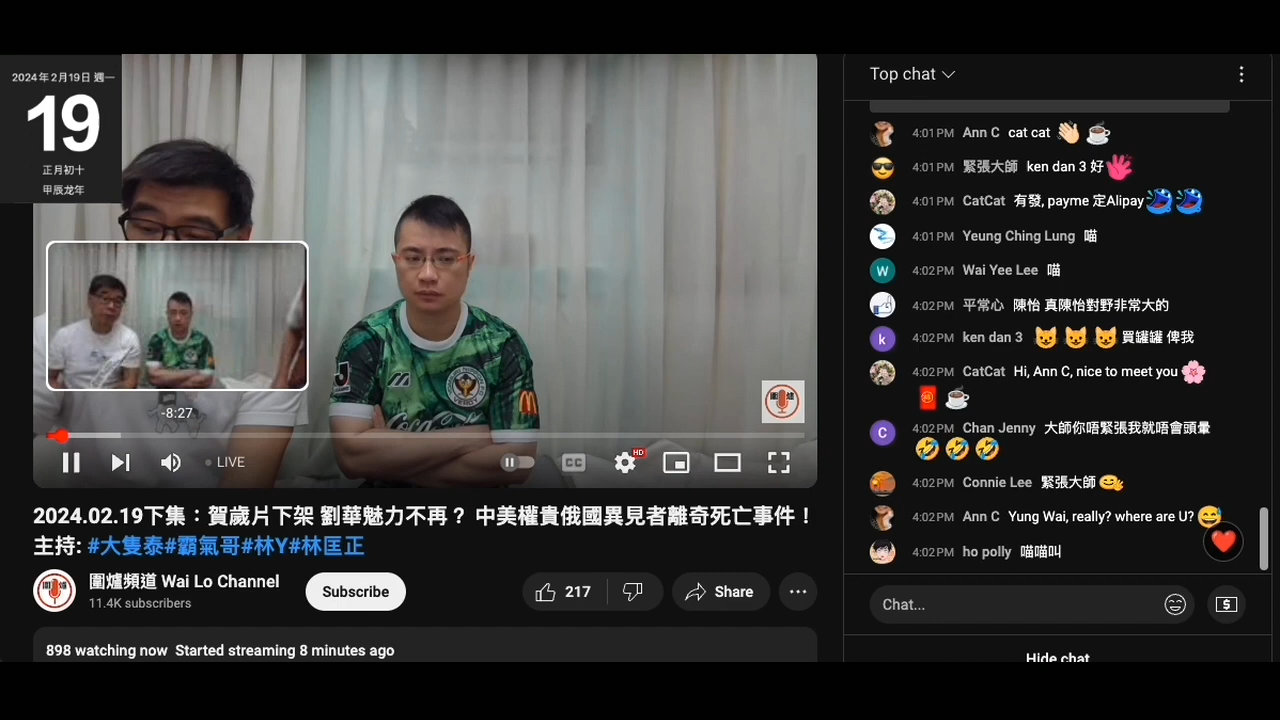 2024年2月19日 週一
19
正月初十
甲辰龙年
-8:27
LIVE
CC
HD
Coca-Cola
2024.02.19下集：賀歲片下架 劉華魅力不再？ 中美權貴俄國異見者離奇死亡事件！
主持: #大隻泰#霸氣哥#林Y#林匡正
圍爐頻道 Wai Lo Channel
11.4K subscribers
Subscribe
217
Share
898 watching now Started streaming 8 minutes ago
Top chat
4:01 PM Ann C cat cat 👋🏻 ☕
4:01 PM 緊張大師 ken dan 3 好
4:01 PM CatCat 有發, payme 定Alipay
4:01 PM Yeung Ching Lung 喵
W
4:02 PM Wai Yee Lee 喵
4:02 PM 平常心 陳怡 真陳怡對野非常大的
k
4:02 PM ken dan 3 😺 😺 😺 買罐罐 俾我
4:02 PM CatCat Hi, Ann C, nice to meet you 🌸
🧧 ☕
C
4:02 PM Chan Jenny 大師你唔緊張我就唔會頭暈
🤣 🤣 🤣
4:02 PM Connie Lee 緊張大師
4:02 PM Ann C Yung Wai, really? where are U? 😅
4:02 PM ho polly 喵喵叫
Chat...
Hide chat